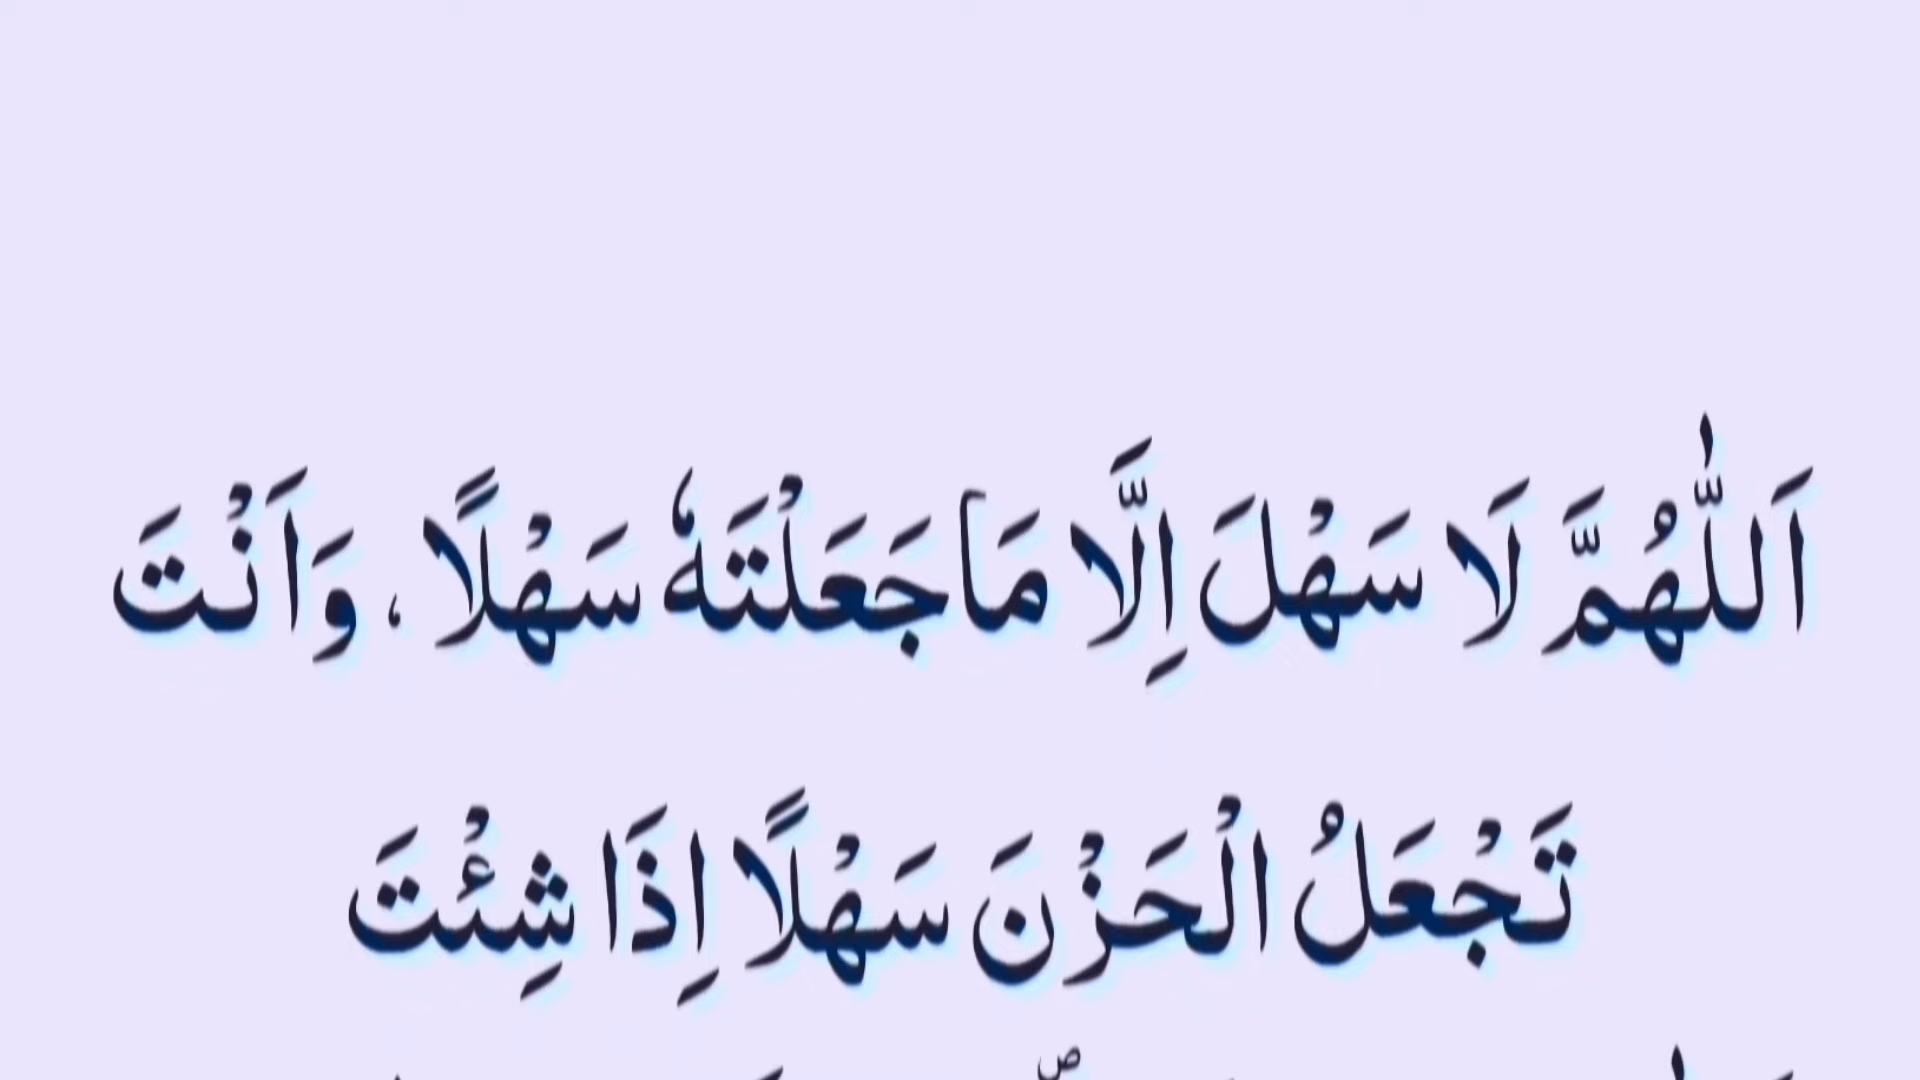 اَللّٰهُمَّ لَا سَهْلَ اِلَّا مَا جَعَلْتَهٗ سَهْلًا ، وَاَنْتَ
تَجْعَلُ الْحَزْنَ سَهْلًا اِذَا شِئْتَ